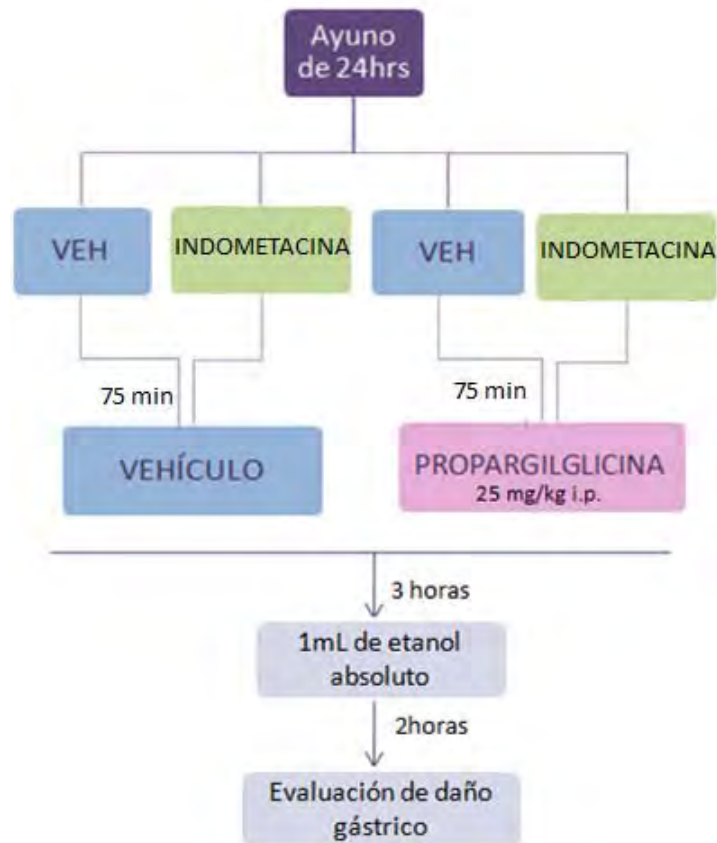 Ayuno
de 24hrs
VEH
INDOMETACINA
VEH
INDOMETACINA
75 min
75 min
VEHÍCULO
PROPARGILGLICINA
25 mg/kg i.p.
3 horas
1mL de etanol
absoluto
2horas
Evaluación de daño
gástrico